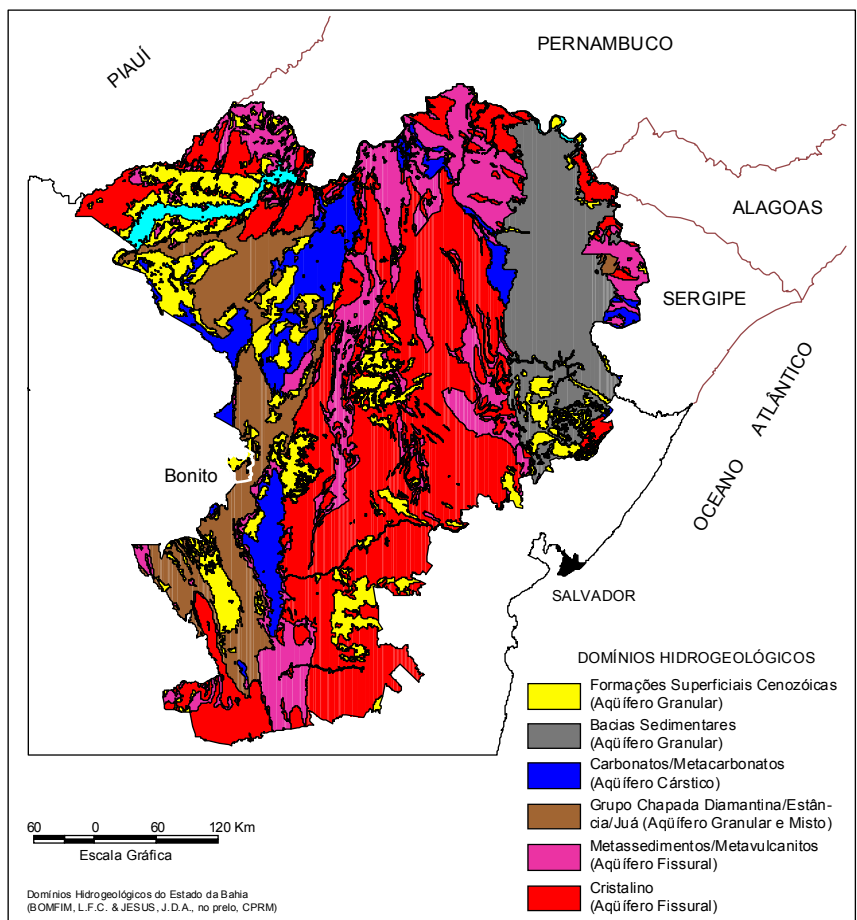 PIAUÍ
PERNAMBUCO
ALAGOAS
SERGIPE
OCEANO ATLÂNTICO
Bonito
SALVADOR
DOMÍNIOS HIDROGEOLÓGICOS
Formações Superficiais Cenozóicas
(Aqüífero Granular)
Bacias Sedimentares
(Aqüífero Granular)
Carbonatos/Metacarbonatos
(Aqüífero Cárstico)
Grupo Chapada Diamantina/Estân-
cia/Juá (Aqüífero Granular e Misto)
Metassedimentos/Metavulcanitos
(Aqüífero Fissural)
Cristalino
(Aqüífero Fissural)
60 0 60 120 Km
Escala Gráfica
Domínios Hidrogeológicos do Estado da Bahia
(BOMFIM, L.F.C. & JESUS, J.D.A., no prelo, CPRM)